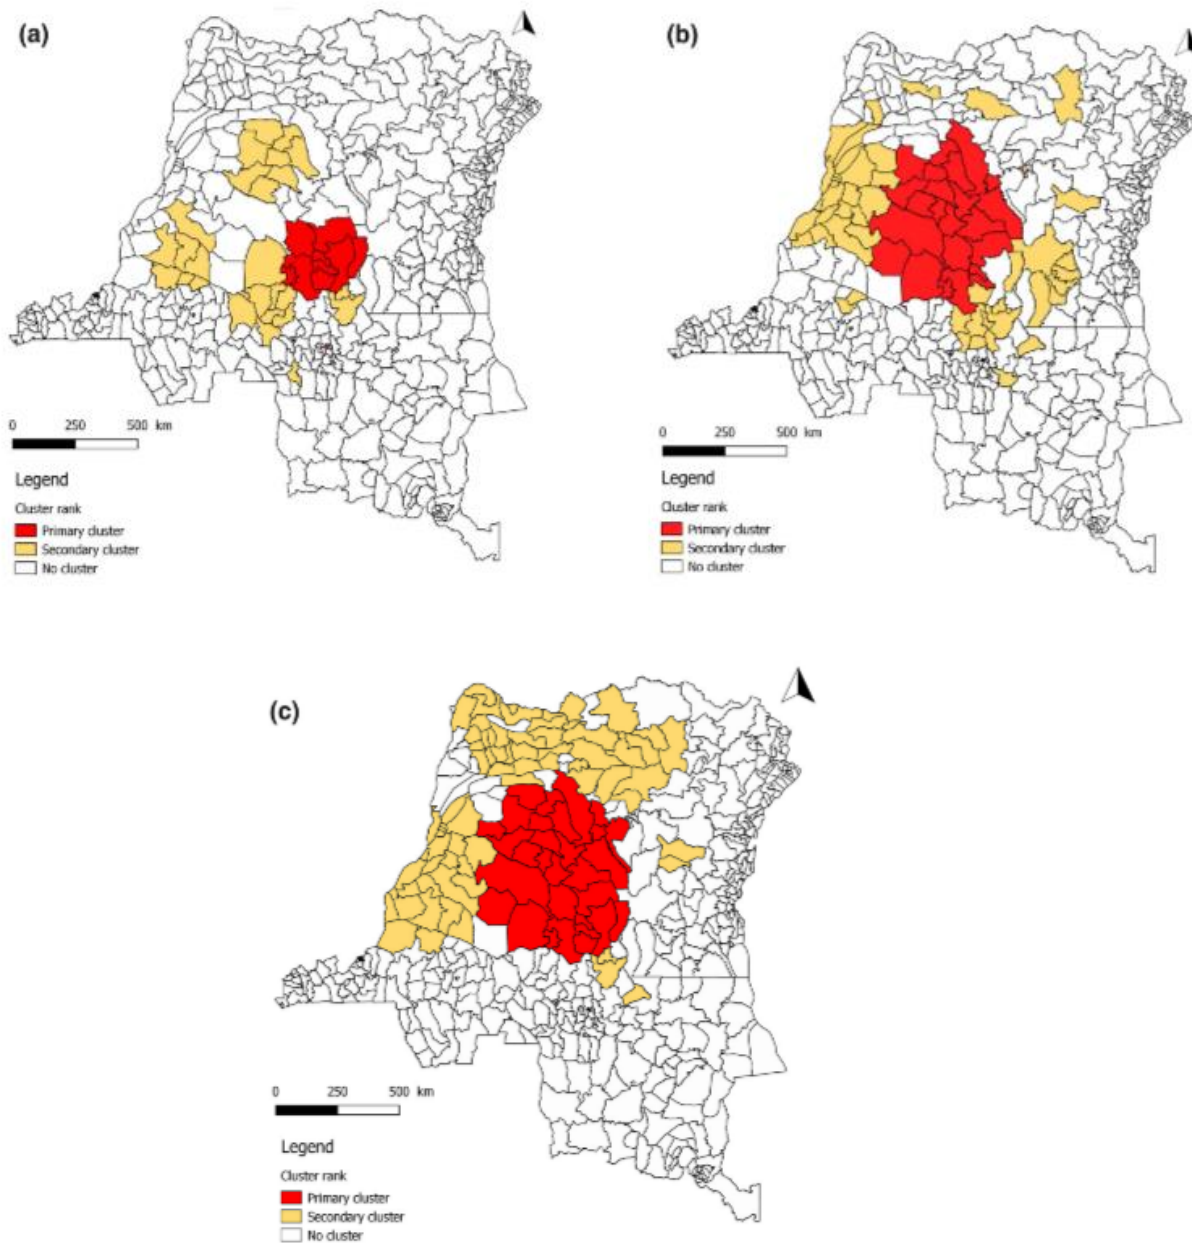 (a)
0 250 500 km
Legend
Cluster rank
Primary cluster
Secondary cluster
No cluster
(b)
0 250 500 km
Legend
Cluster rank
Primary cluster
Secondary cluster
No cluster
(c)
0 250 500 km
Legend
Cluster rank
Primary cluster
Secondary cluster
No cluster